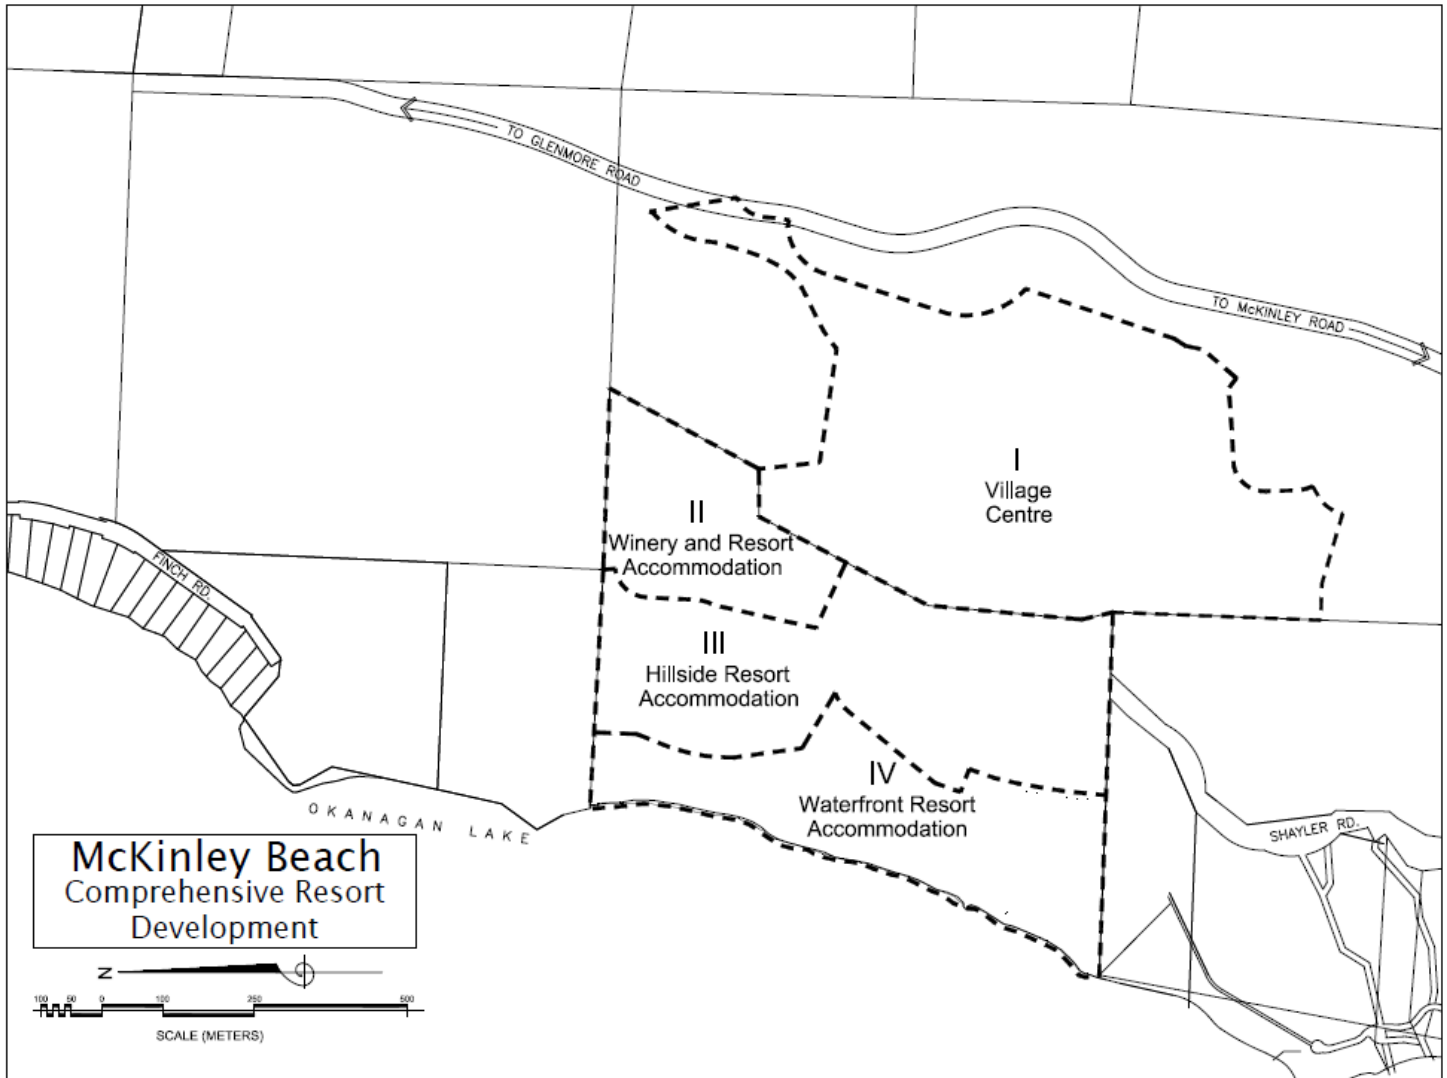 TO GLENMORE ROAD
TO McKINLEY ROAD
I
Village
Centre
II
Winery and Resort
Accommodation
FINCH RD.
III
Hillside Resort
Accommodation
IV
Waterfront Resort
Accommodation
OKANAGAN LAKE
SHAYLER RD.
McKinley Beach
Comprehensive Resort
Development
N
100 50 0 100 250 500
SCALE (METERS)